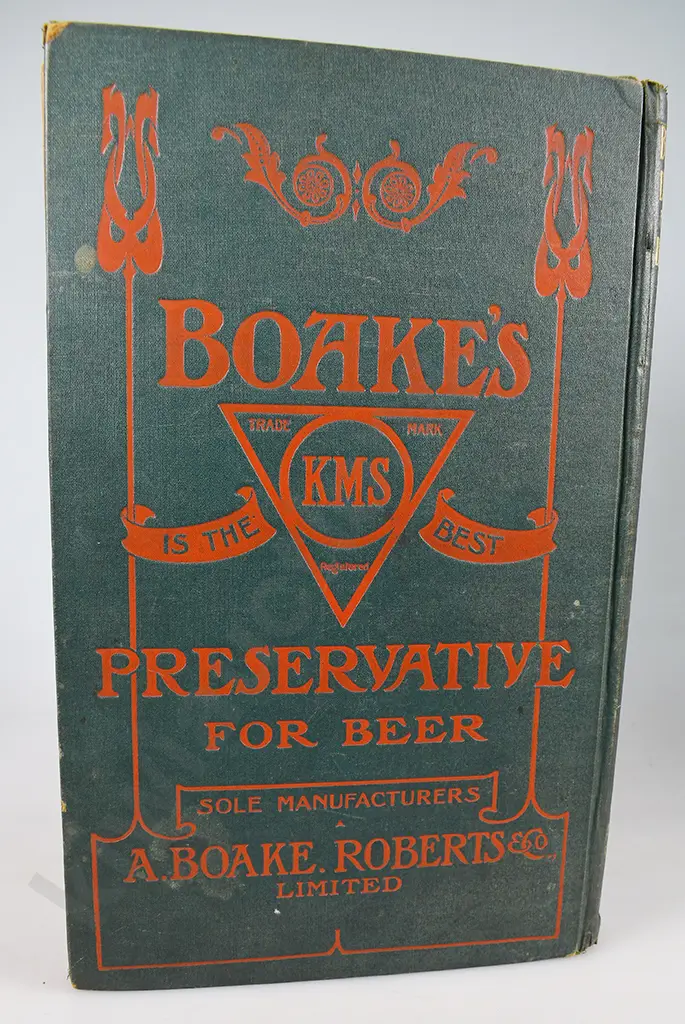 BOAKE'S
TRADE MARK
KMS
IS THE BEST
Registered
PRESERVATIVE
FOR BEER
SOLE MANUFACTURERS
A. BOAKE. ROBERTS & Co.,
LIMITED